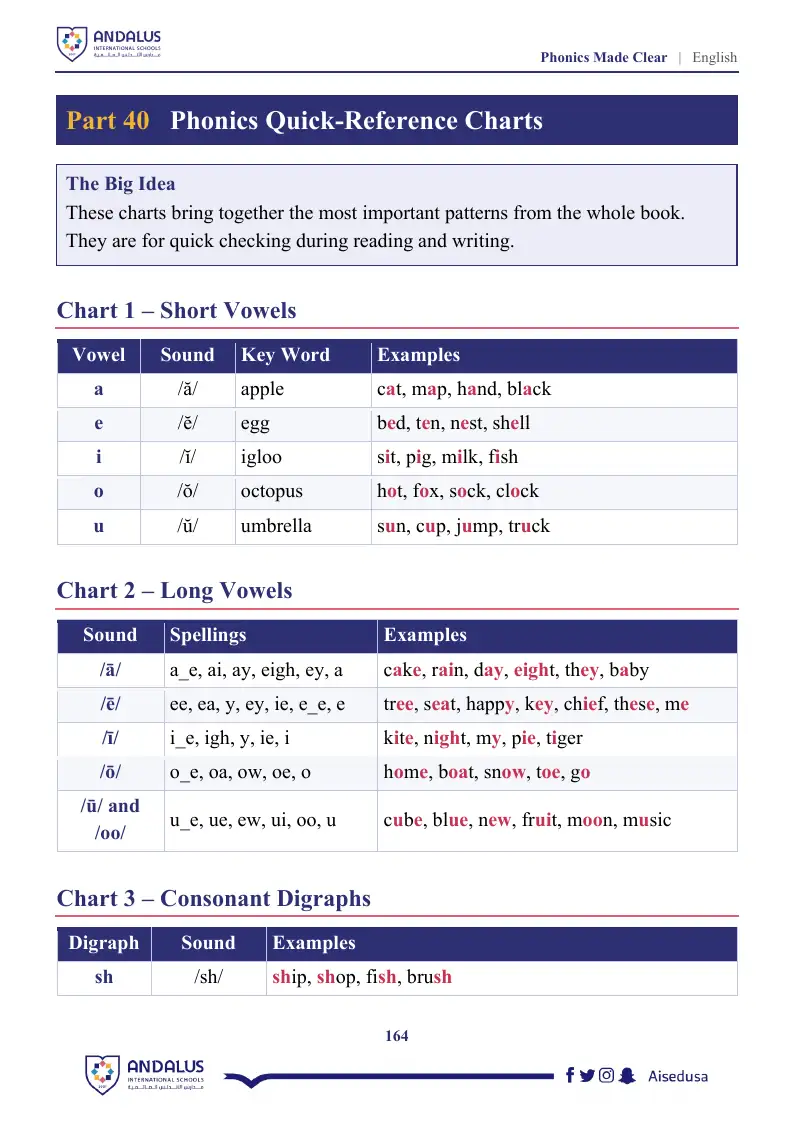 ANDALUS
INTERNATIONAL SCHOOLS
مدارس الأندلس العالمية
Phonics Made Clear | English
Part 40 Phonics Quick-Reference Charts
The Big Idea
These charts bring together the most important patterns from the whole book.
They are for quick checking during reading and writing.
Chart 1 – Short Vowels
Vowel Sound Key Word Examples
a /ă/ apple cat, map, hand, black
e /ĕ/ egg bed, ten, nest, shell
i /ĭ/ igloo sit, pig, milk, fish
o /ŏ/ octopus hot, fox, sock, clock
u /ŭ/ umbrella sun, cup, jump, truck
Chart 2 – Long Vowels
Sound Spellings Examples
/ā/ a_e, ai, ay, eigh, ey, a cake, rain, day, eight, they, baby
/ē/ ee, ea, y, ey, ie, e_e, e tree, seat, happy, key, chief, these, me
/ī/ i_e, igh, y, ie, i kite, night, my, pie, tiger
/ō/ o_e, oa, ow, oe, o home, boat, snow, toe, go
/ū/ and
/oo/ u_e, ue, ew, ui, oo, u cube, blue, new, fruit, moon, music
Chart 3 – Consonant Digraphs
Digraph Sound Examples
sh /sh/ ship, shop, fish, brush
164
ANDALUS
INTERNATIONAL SCHOOLS
مدارس الأندلس العالمية
Aisedusa